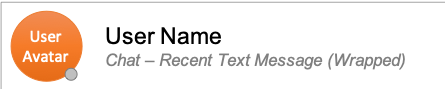 User
Avatar
User Name
Chat – Recent Text Message (Wrapped)